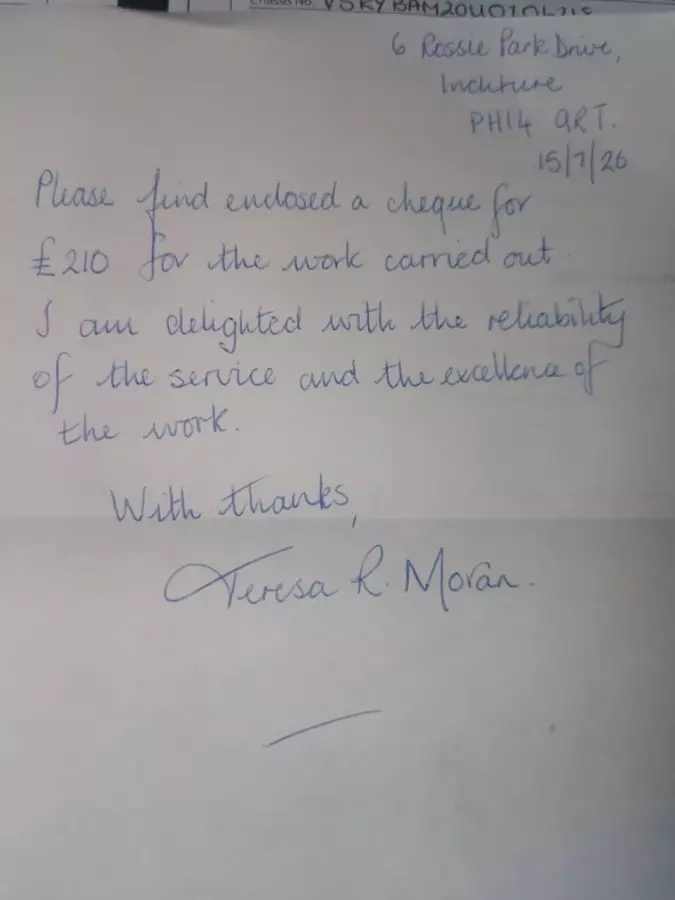 Chassis No.
6 Rossie Park Drive,
Inchture
PH14 9RT.
15/7/26
Please find enclosed a cheque for
£210 for the work carried out
I am delighted with the reliability
of the service and the excellence of
the work.
With thanks,
Teresa R. Moran.